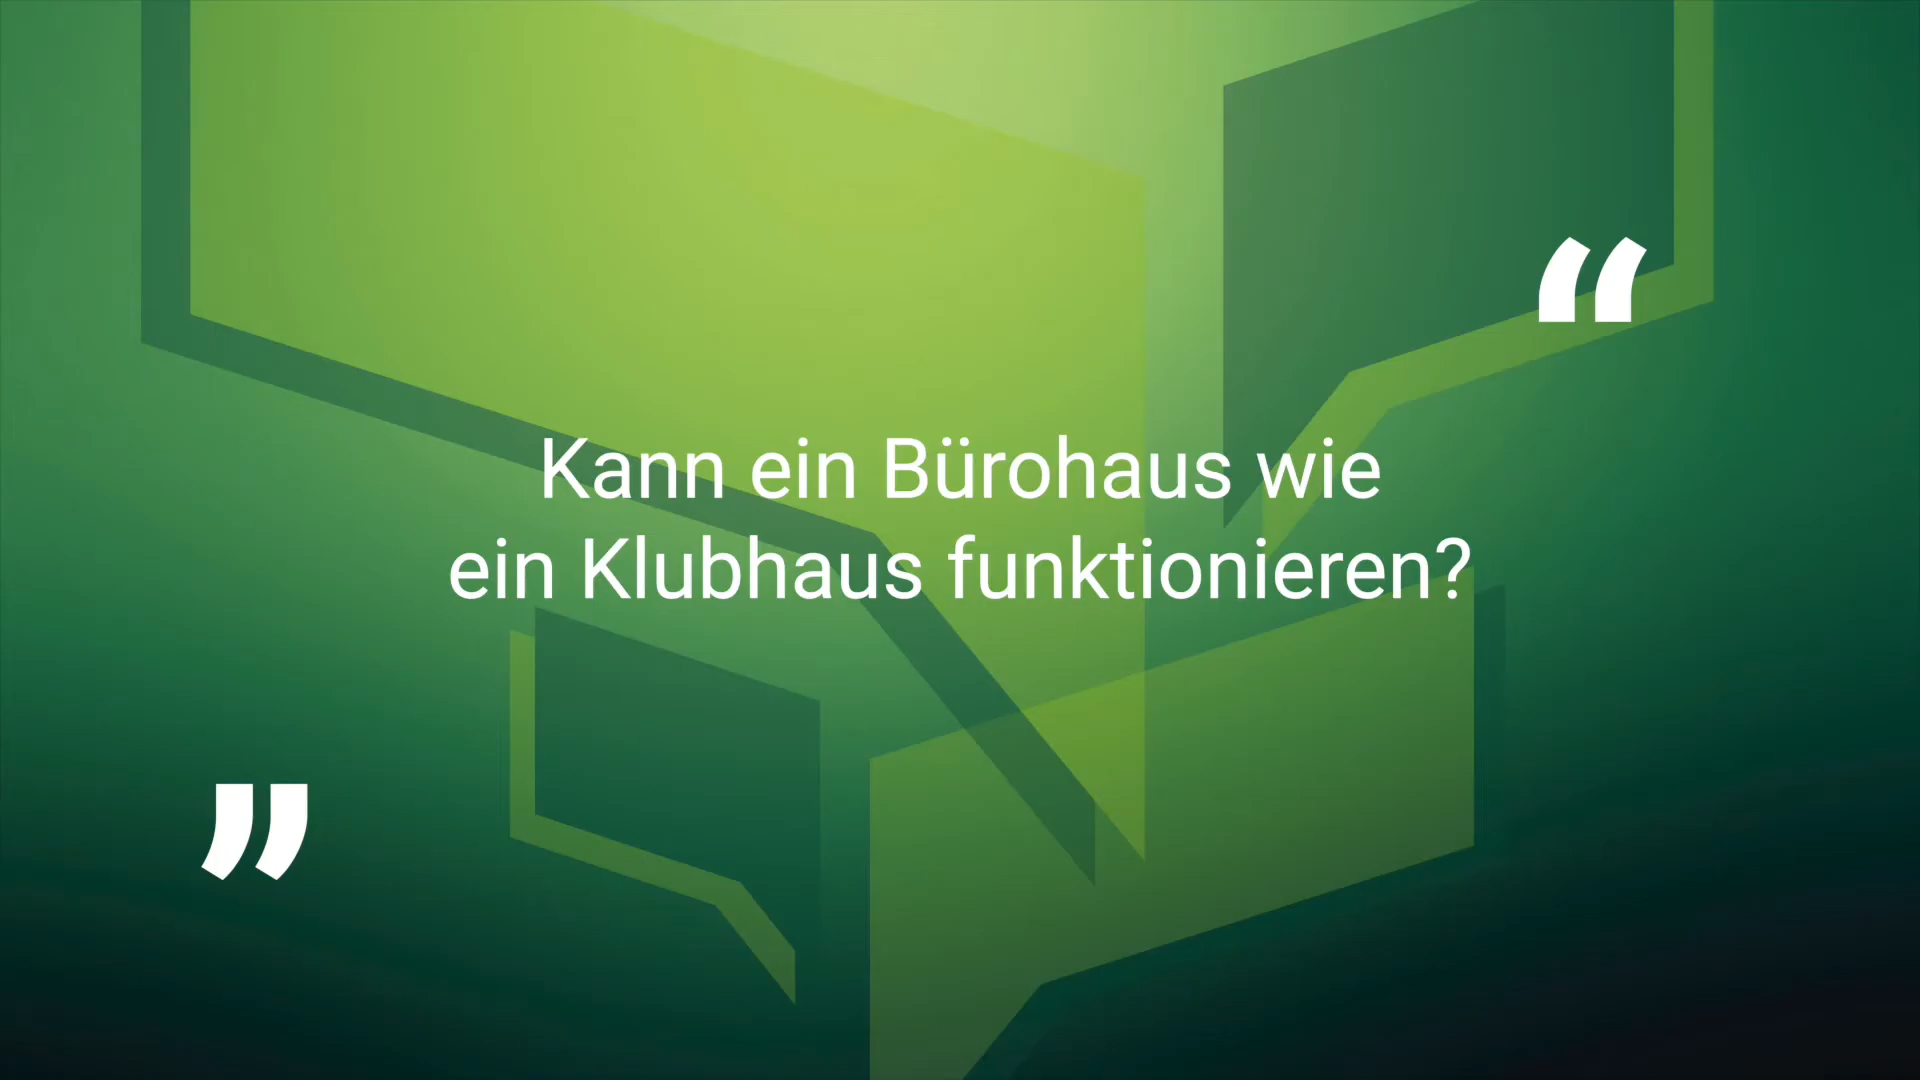 “
Kann ein Bürohaus wie
ein Klubhaus funktionieren?
”